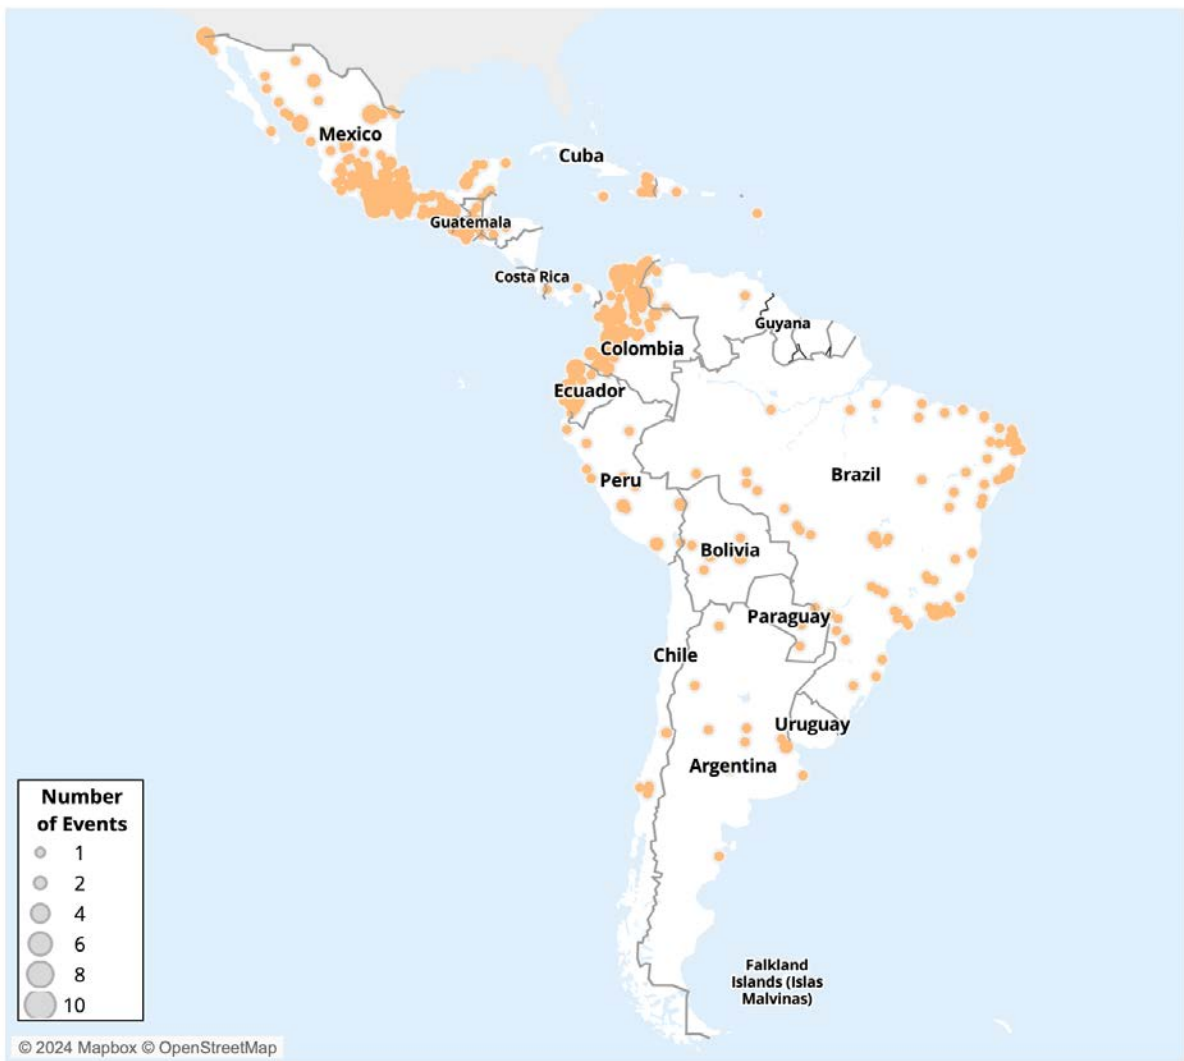 Mexico
Cuba
Guatemala
Costa Rica
Guyana
Colombia
Ecuador
Brazil
Peru
Bolivia
Paraguay
Chile
Uruguay
Argentina
Number
of Events
1
2
4
6
8
10
Falkland
Islands (Islas
Malvinas)
© 2024 Mapbox © OpenStreetMap